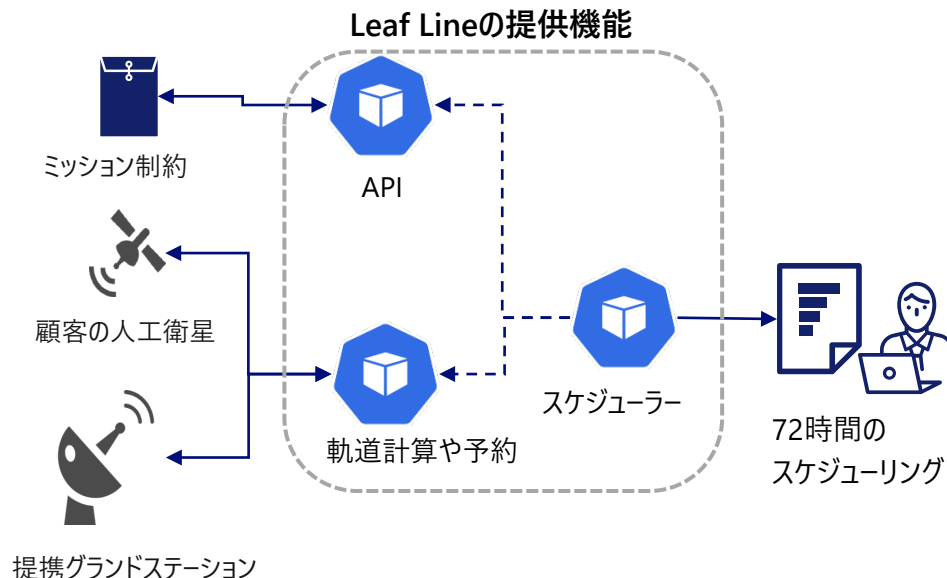 Leaf Lineの提供機能
ミッション制約
API
顧客の人工衛星
軌道計算や予約
スケジューラー
72時間の
スケジューリング
提携グランドステーション